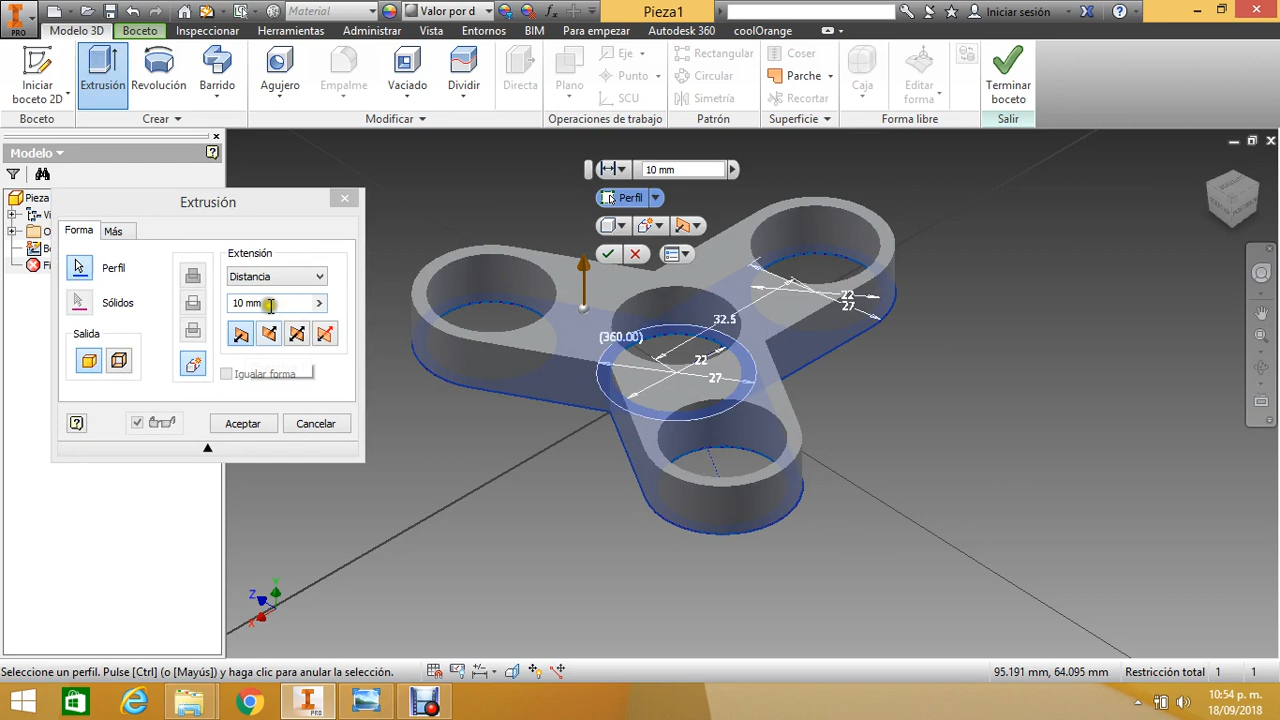 Material
Valor por d
Pieza1
Iniciar sesión
PRO
Modelo 3D
Boceto
Inspeccionar
Herramientas
Administrar
Vista
Entornos
BIM
Para empezar
Autodesk 360
coolOrange
Iniciar
boceto 2D
Extrusión
Revolución
Barrido
Agujero
Empalme
Vaciado
Dividir
Directa
Plano
Eje
Punto
SCU
Rectangular
Circular
Simetría
Coser
Parche
Recortar
Caja
Editar
forma
Terminar
boceto
Boceto
Crear
Modificar
Operaciones de trabajo
Patrón
Superficie
Forma libre
Salir
Modelo
Pieza
Extrusión
Forma
Más
Perfil
Sólidos
Salida
Extensión
Distancia
10 mm
Igualar forma
Aceptar
Cancelar
10 mm
Perfil
(360.00)
32.5
22
27
22
27
Z
Y
X
Seleccione un perfil. Pulse [Ctrl] (o [Mayús]) y haga clic para anular la selección.
95.191 mm, 64.095 mm
Restricción total
1
1
PRO
10:54 p. m.
18/09/2018